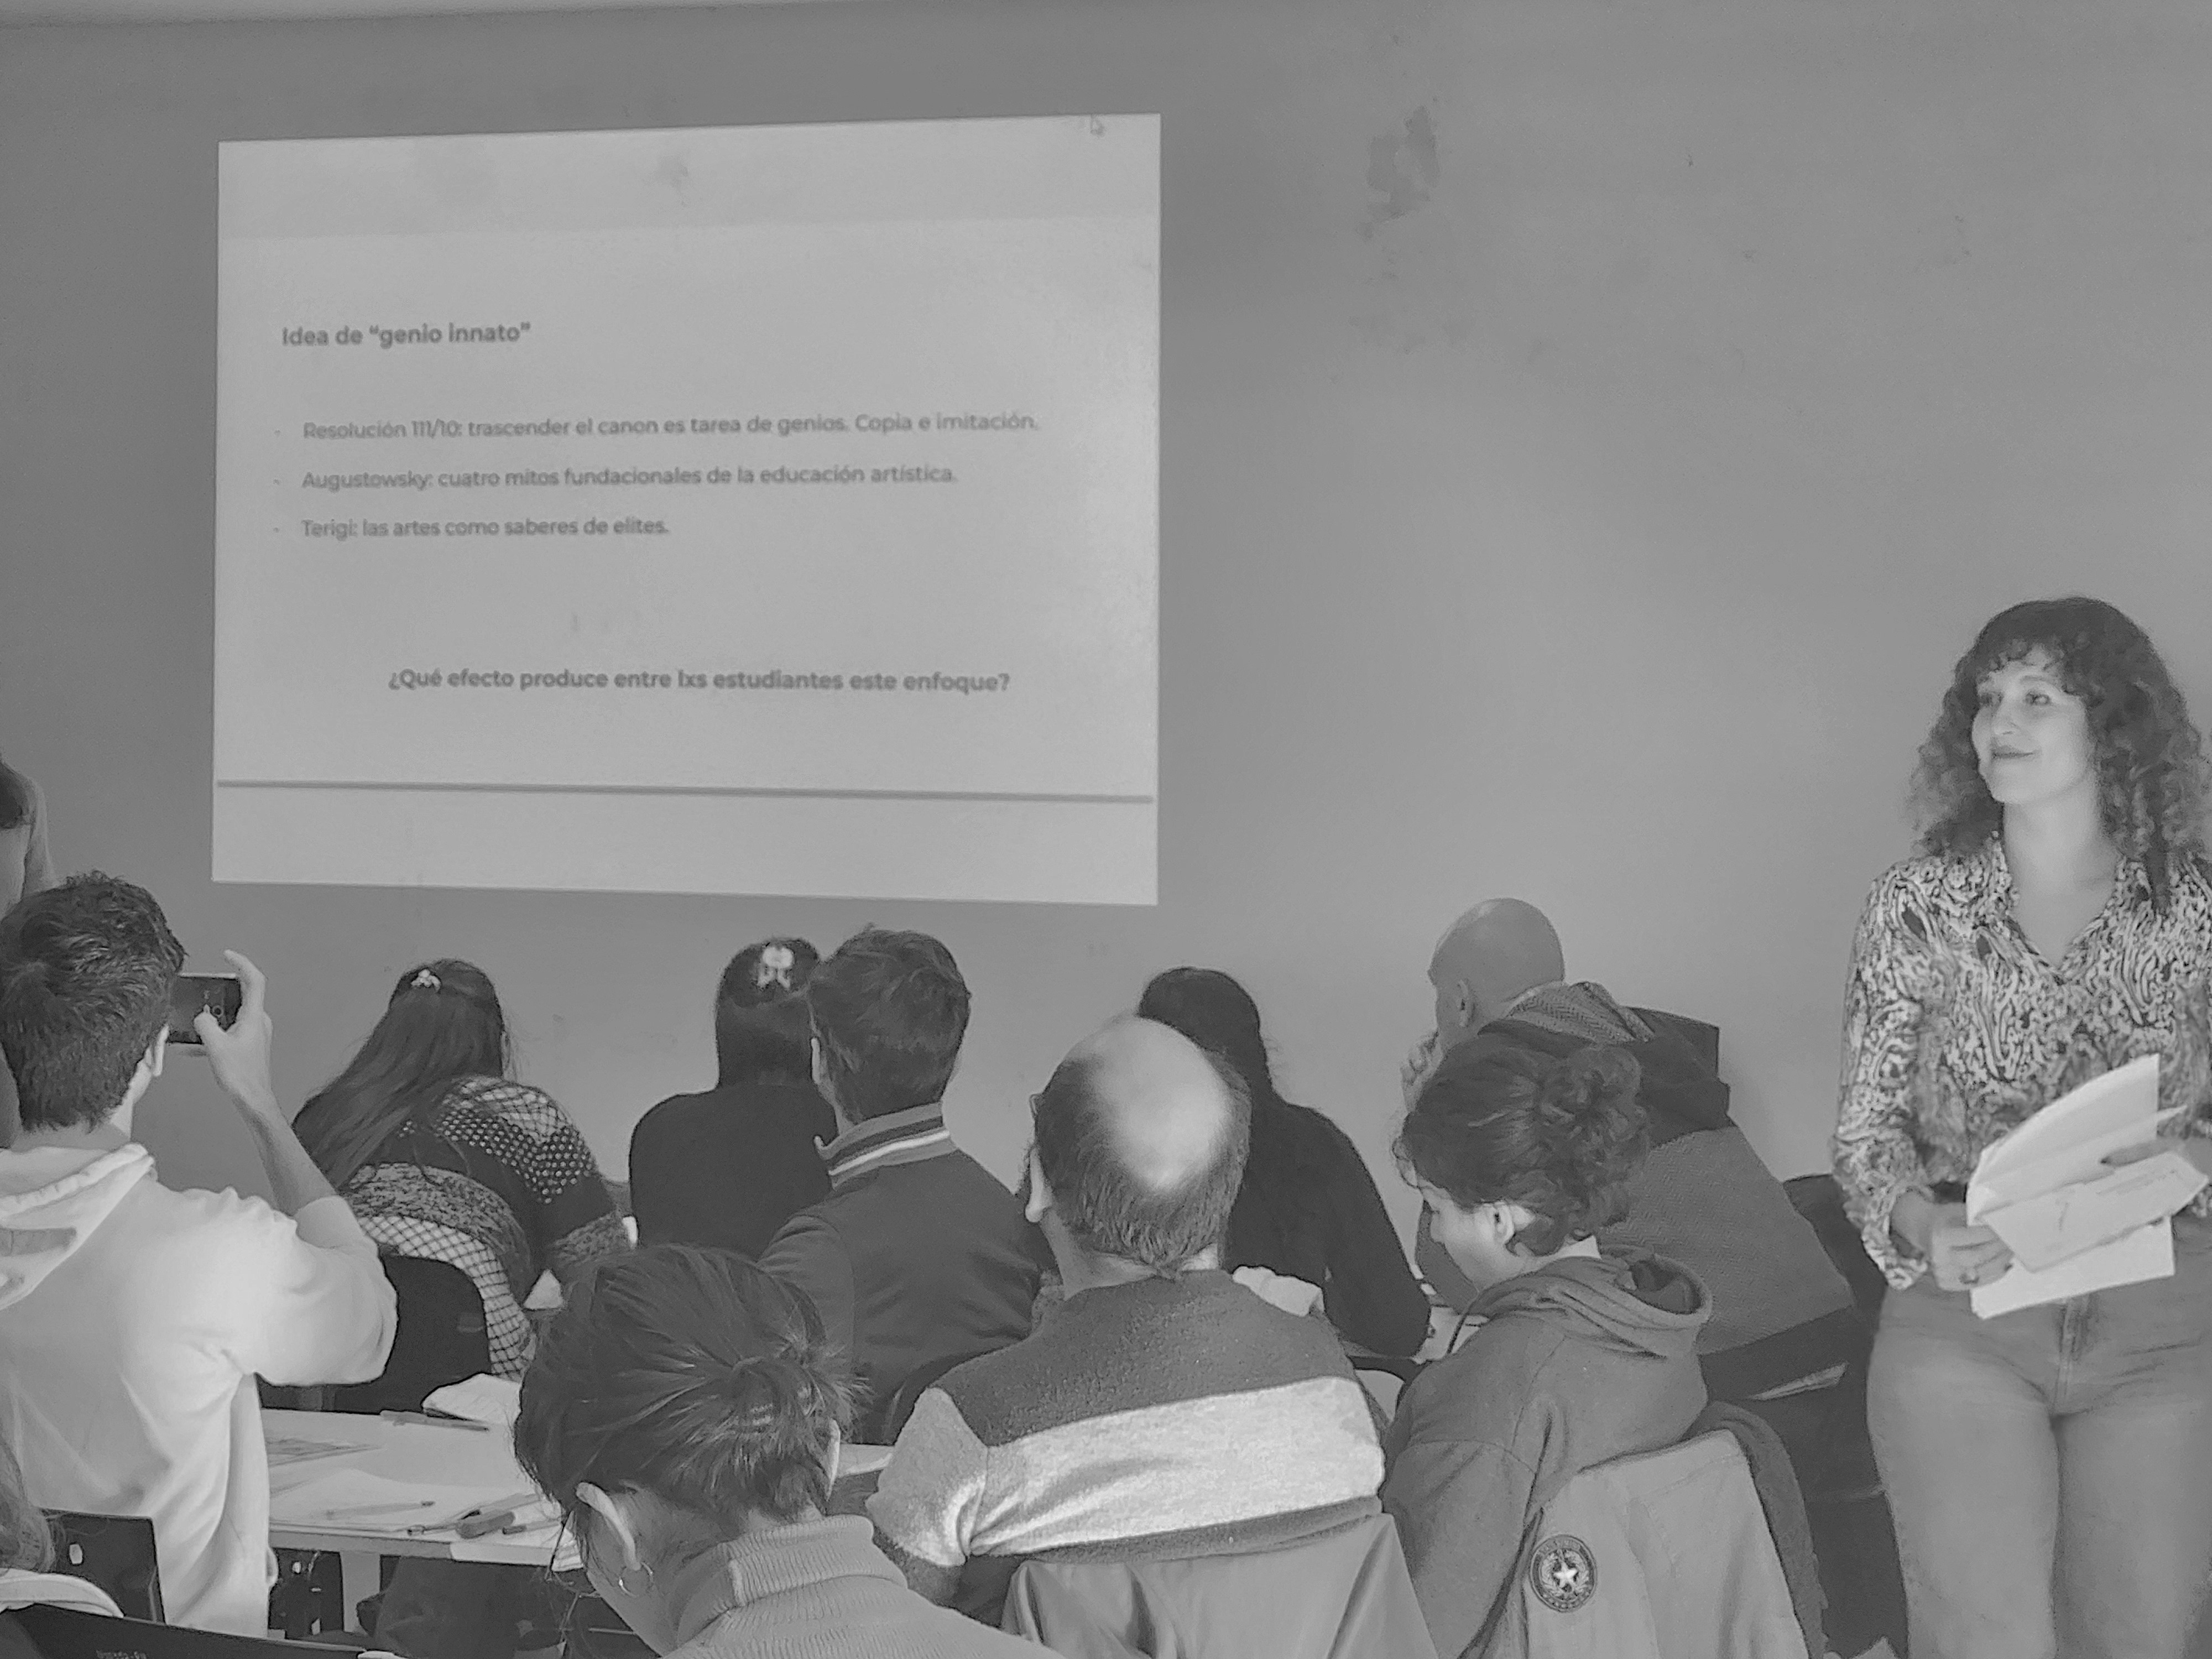 Idea de "genio innato"
- Resolución 111/10: trascender el canon es tarea de genios. Copia e imitación.
- Augustowsky: cuatro mitos fundacionales de la educación artística.
- Terigi: las artes como saberes de elites.
¿Qué efecto produce entre lxs estudiantes este enfoque?